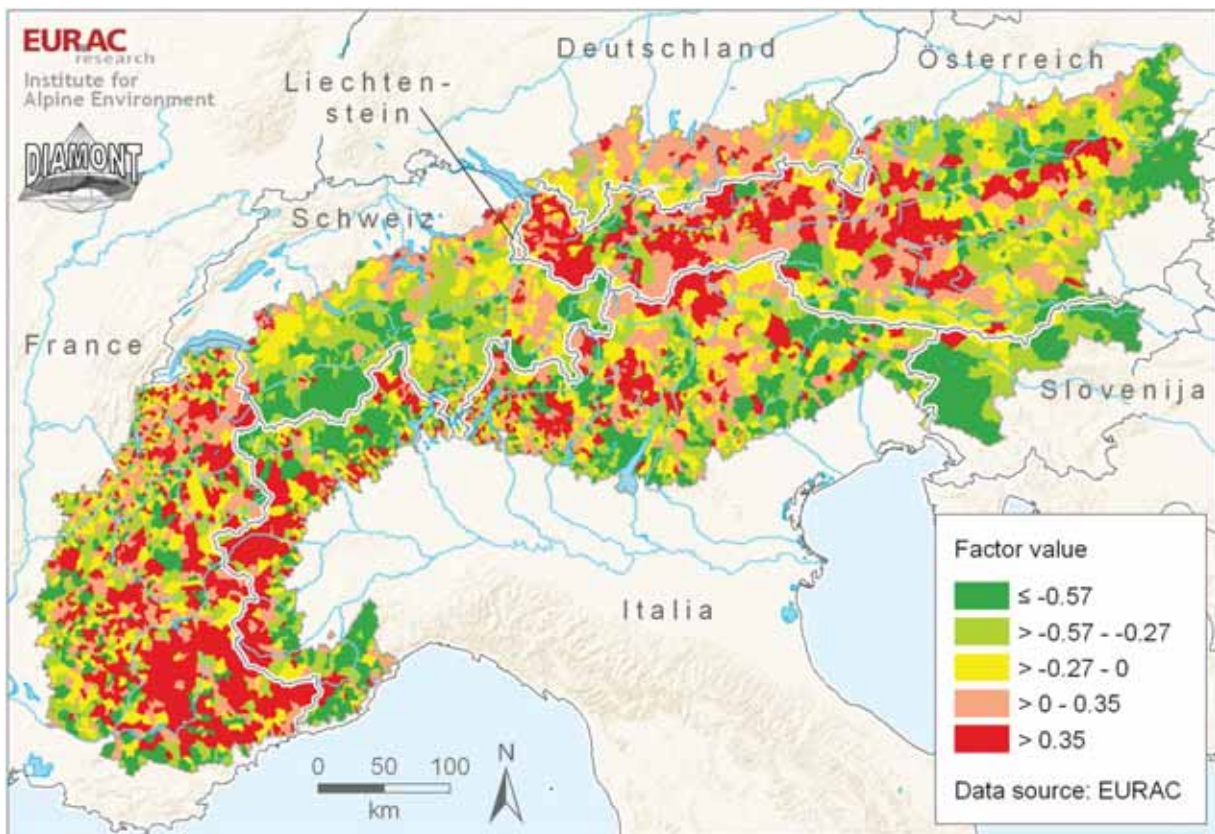 EURAC
research
Institute for
Alpine Environment
DIAMONT
Deutschland
Österreich
Liechten-
stein
Schweiz
France
Slovenija
Italia
0 50 100
km
N
Factor value
≤ -0.57
> -0.57 - -0.27
> -0.27 - 0
> 0 - 0.35
> 0.35
Data source: EURAC